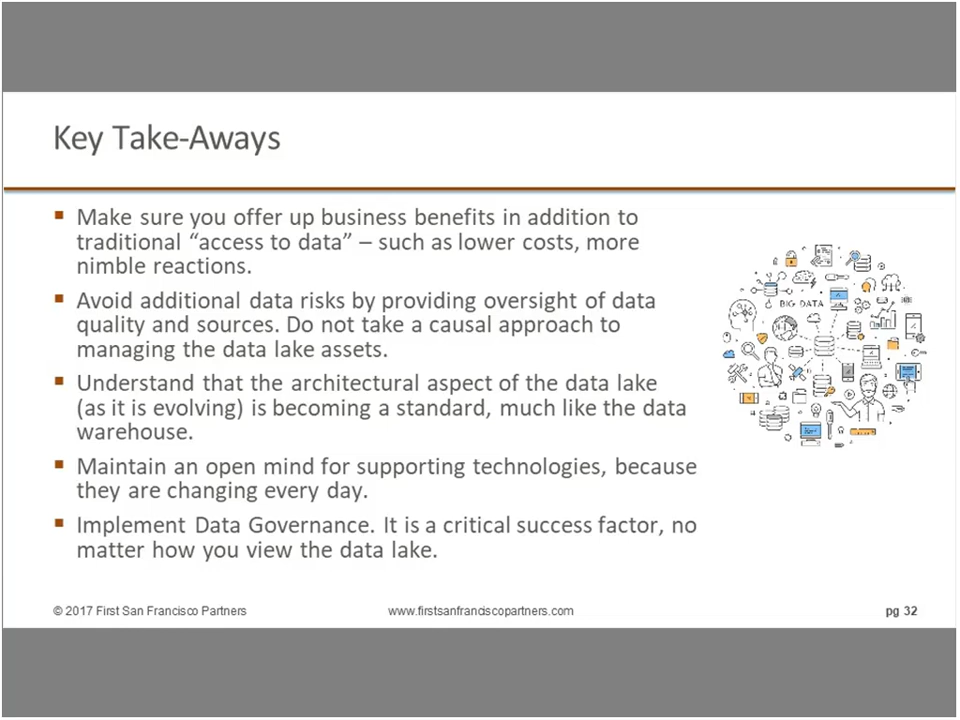 Key Take-Aways
▪ Make sure you offer up business benefits in addition to
traditional “access to data” – such as lower costs, more
nimble reactions.
▪ Avoid additional data risks by providing oversight of data
quality and sources. Do not take a causal approach to
managing the data lake assets.
▪ Understand that the architectural aspect of the data lake
(as it is evolving) is becoming a standard, much like the data
warehouse.
▪ Maintain an open mind for supporting technologies, because
they are changing every day.
▪ Implement Data Governance. It is a critical success factor, no
matter how you view the data lake.
BIG DATA
© 2017 First San Francisco Partners
www.firstsanfranciscopartners.com
pg 32